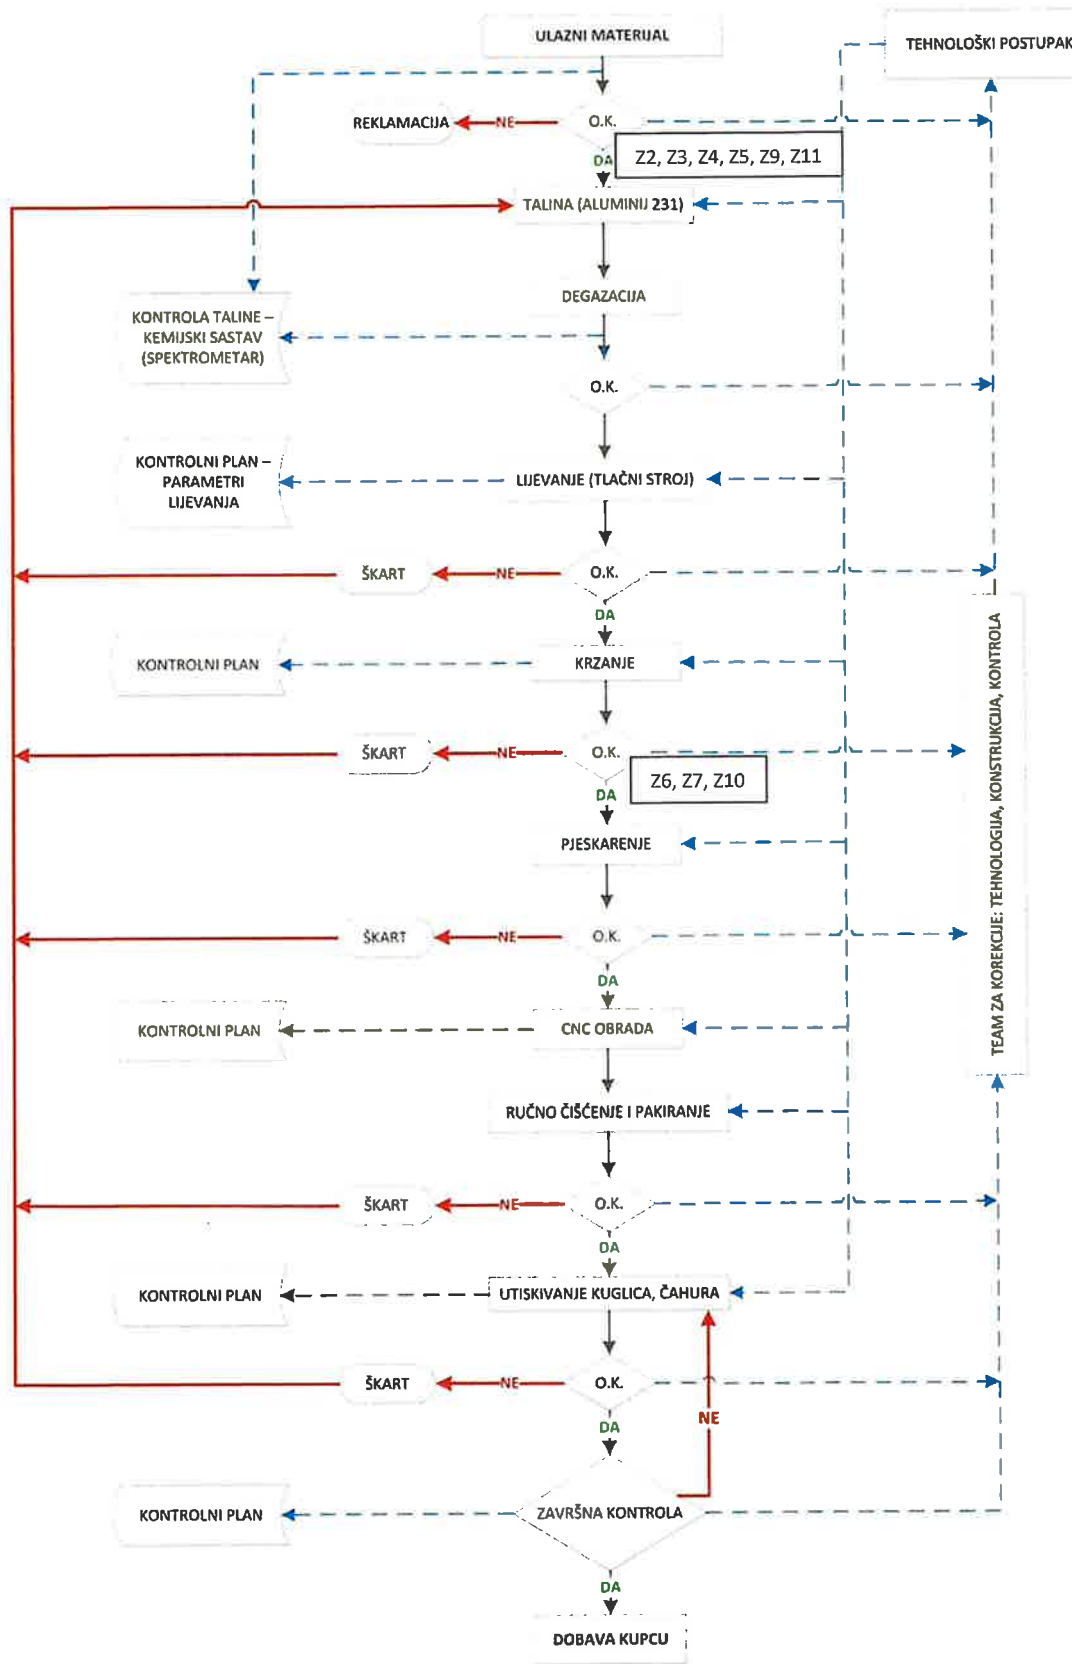 ULAZNI MATERIJAL
TEHNOLOŠKI POSTUPAK
REKLAMACIJA
NE
O.K.
DA
Z2, Z3, Z4, Z5, Z9, Z11
TALINA (ALUMINIJ 231)
DEGAZACIJA
KONTROLA TALINE –
KEMIJSKI SASTAV
(SPEKTROMETAR)
O.K.
KONTROLNI PLAN –
PARAMETRI
LIJEVANJA
LIJEVANJE (TLAČNI STROJ)
ŠKART
NE
O.K.
DA
KONTROLNI PLAN
KRZANJE
ŠKART
NE
O.K.
DA
Z6, Z7, Z10
PJESKARENJE
TEAM ZA KOREKCIJE: TEHNOLOGIJA, KONSTRUKCIJA, KONTROLA
ŠKART
NE
O.K.
DA
KONTROLNI PLAN
CNC OBRADA
RUČNO ČIŠĆENJE I PAKIRANJE
ŠKART
NE
O.K.
DA
KONTROLNI PLAN
UTISKIVANJE KUGLICA, ČAHURA
ŠKART
NE
O.K.
DA
NE
KONTROLNI PLAN
ZAVRŠNA KONTROLA
DA
DOBAVA KUPCU